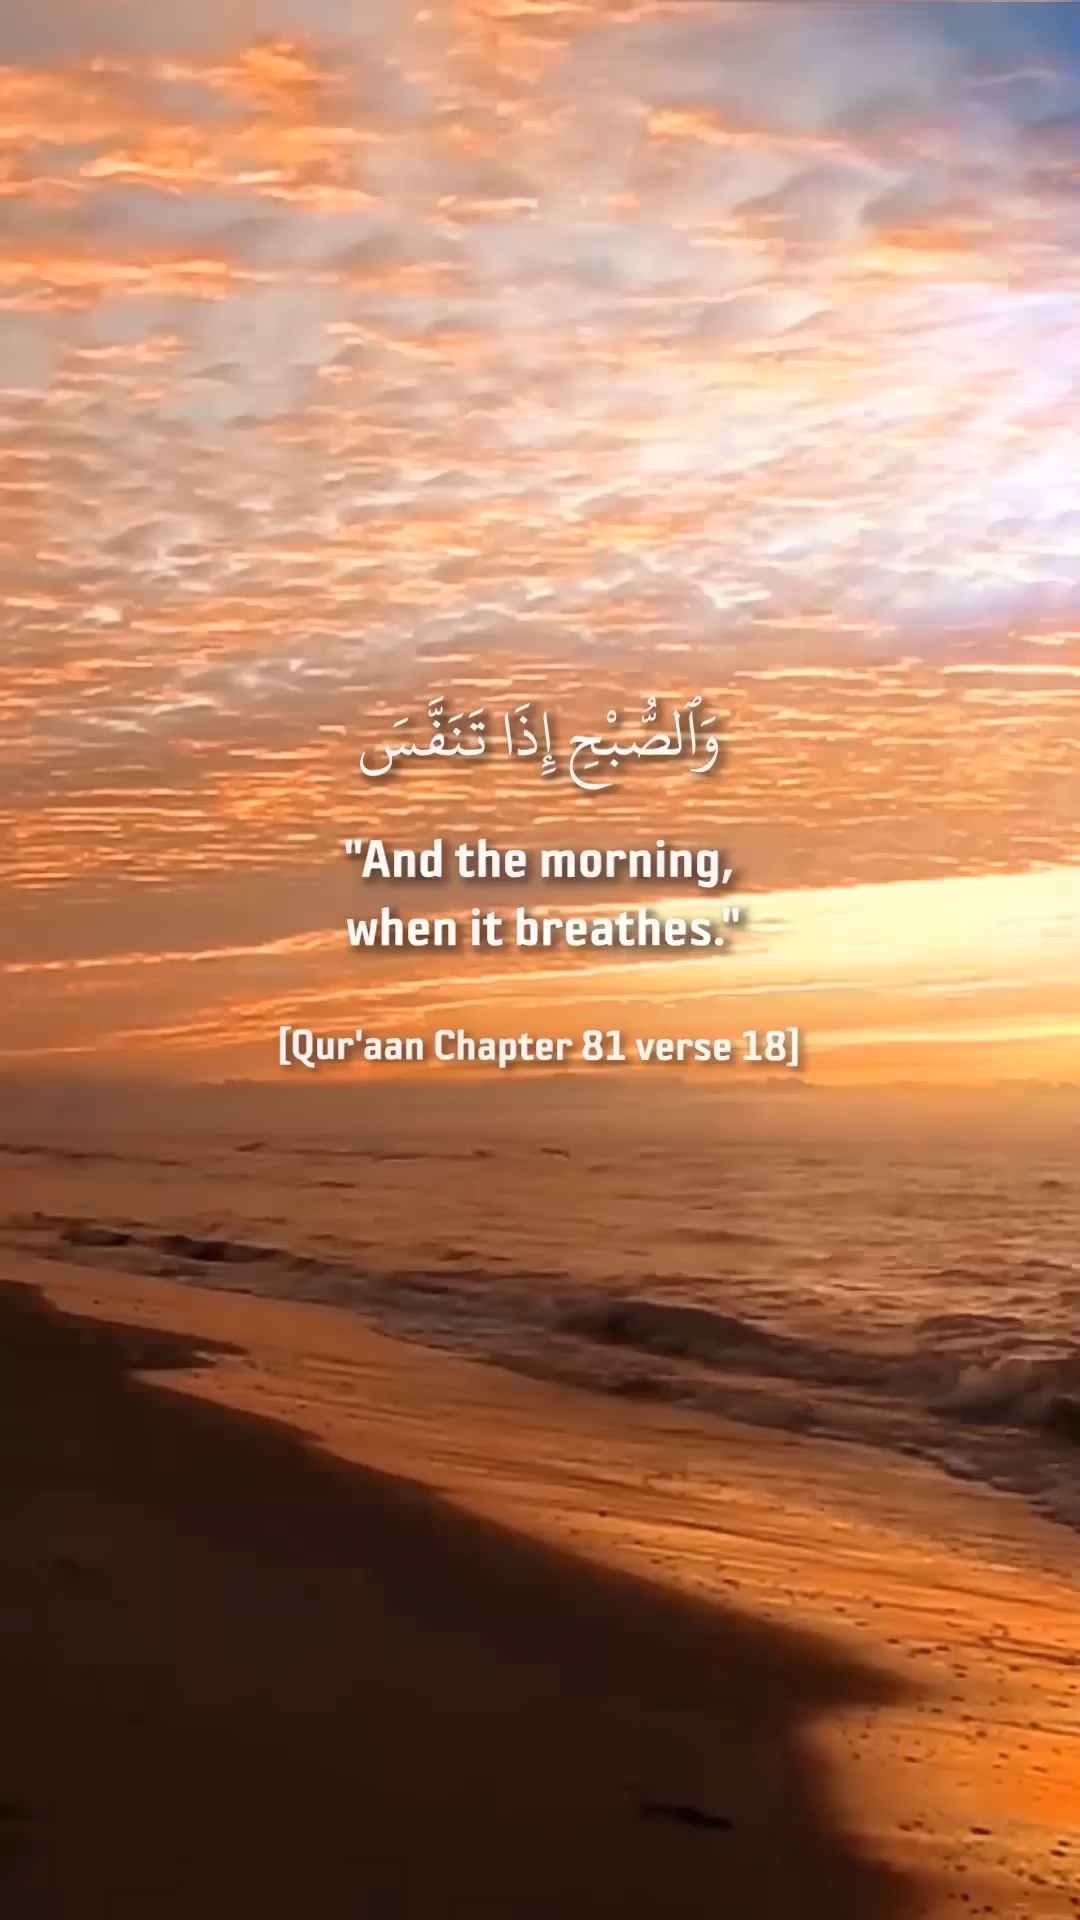 وَٱلصُّبْحِ إِذَا تَنَفَّسَ
"And the morning,
when it breathes."
[Qur'aan Chapter 81 verse 18]